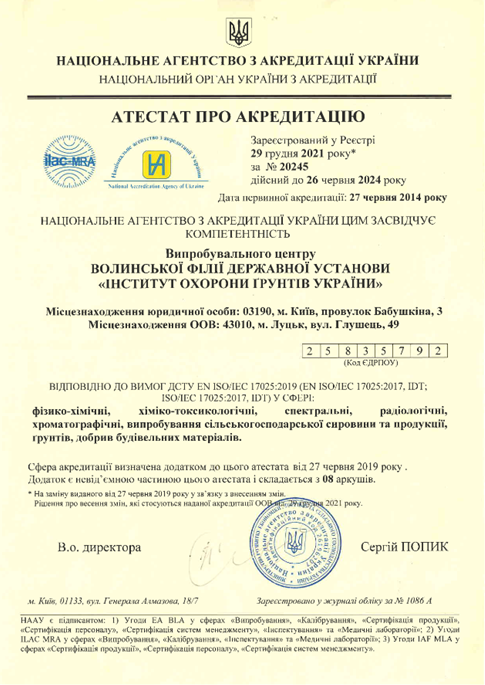 НАЦІОНАЛЬНЕ АГЕНТСТВО З АКРЕДИТАЦІЇ УКРАЇНИ
НАЦІОНАЛЬНИЙ ОРГАН УКРАЇНИ З АКРЕДИТАЦІЇ
АТЕСТАТ ПРО АКРЕДИТАЦІЮ
ilac-MRA
Національне агентство з акредитації України
НА
National Accreditation Agency of Ukraine
Зареєстрований у Реєстрі
29 грудня 2021 року*
за № 20245
дійсний до 26 червня 2024 року
Дата первинної акредитації: 27 червня 2014 року
НАЦІОНАЛЬНЕ АГЕНТСТВО З АКРЕДИТАЦІЇ УКРАЇНИ ЦИМ ЗАСВІДЧУЄ
КОМПЕТЕНТНІСТЬ
Випробувального центру
ВОЛИНСЬКОЇ ФІЛІЇ ДЕРЖАВНОЇ УСТАНОВИ
«ІНСТИТУТ ОХОРОНИ ҐРУНТІВ УКРАЇНИ»
Місцезнаходження юридичної особи: 03190, м. Київ, провулок Бабушкіна, 3
Місцезнаходження ООВ: 43010, м. Луцьк, вул. Глушець, 49
2 5 8 3 5 7 9 2
(Код ЄДРПОУ)
ВІДПОВІДНО ДО ВИМОГ ДСТУ EN ISO/IEC 17025:2019 (EN ISO/IEC 17025:2017, IDT;
ISO/IEC 17025:2017, IDT) У СФЕРІ:
фізико-хімічні, хіміко-токсикологічні, спектральні, радіологічні,
хроматографічні, випробування сільськогосподарської сировини та продукції,
ґрунтів, добрив будівельних матеріалів.
Сфера акредитації визначена додатком до цього атестата від 27 червня 2019 року .
Додаток є невід’ємною частиною цього атестата і складається з 08 аркушів.
* На заміну виданого від 27 червня 2019 року у зв’язку з внесенням змін.
Рішення про весення змін, які стосуються наданої акредитації ООВ від 29 грудня 2021 року.
В.о. директора
Сергій ПОПИК
м. Київ, 01133, вул. Генерала Алмазова, 18/7
Зареєстровано у журналі обліку за № 1086 А
НААУ є підписантом: 1) Угоди EA BLA у сферах «Випробування», «Калібрування», «Сертифікація продукції»,
«Сертифікація персоналу», «Сертифікація систем менеджменту», «Інспектування» та «Медичні лабораторії»; 2) Угоди
ILAC MRA у сферах «Випробування», «Калібрування», «Інспектування» та «Медичні лабораторії»; 3) Угоди IAF MLA у
сферах «Сертифікація продукції», «Сертифікація персоналу», «Сертифікація систем менеджменту».